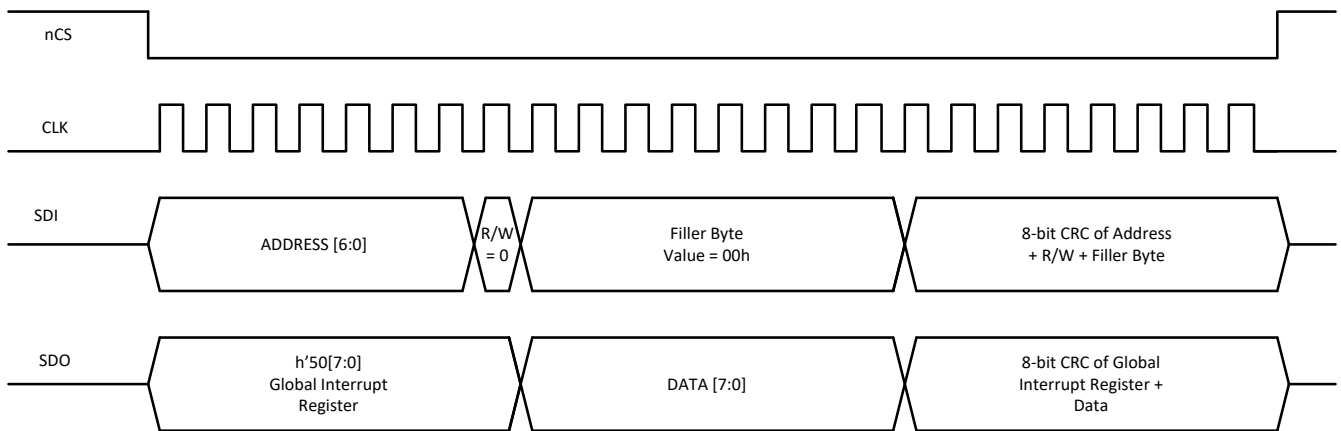 nCS
CLK
SDI
ADDRESS [6:0]
R/W
= 0
Filler Byte
Value = 00h
8-bit CRC of Address
+ R/W + Filler Byte
SDO
h’50[7:0]
Global Interrupt
Register
DATA [7:0]
8-bit CRC of Global
Interrupt Register +
Data